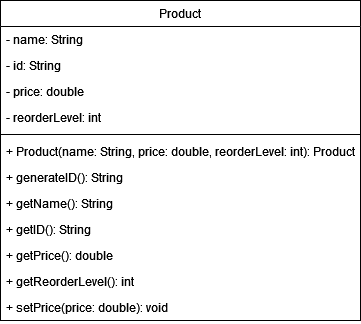 Product
- name: String
- id: String
- price: double
- reorderLevel: int
+ Product(name: String, price: double, reorderLevel: int): Product
+ generateID(): String
+ getName(): String
+ getID(): String
+ getPrice(): double
+ getReorderLevel(): int
+ setPrice(price: double): void